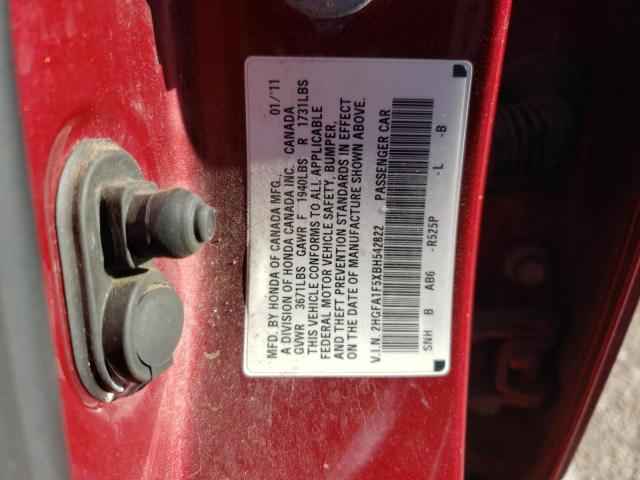 MFD. BY HONDA OF CANADA MFG., 01/'11
A DIVISION OF HONDA CANADA INC. CANADA
GVWR 3671LBS GAWR F 1940LBS R 1731LBS
THIS VEHICLE CONFORMS TO ALL APPLICABLE
FEDERAL MOTOR VEHICLE SAFETY, BUMPER,
AND THEFT PREVENTION STANDARDS IN EFFECT
ON THE DATE OF MANUFACTURE SHOWN ABOVE.
V.I.N. 2HGFA1F5XBH542822 PASSENGER CAR
SNH B AB6 -R525P -L -B